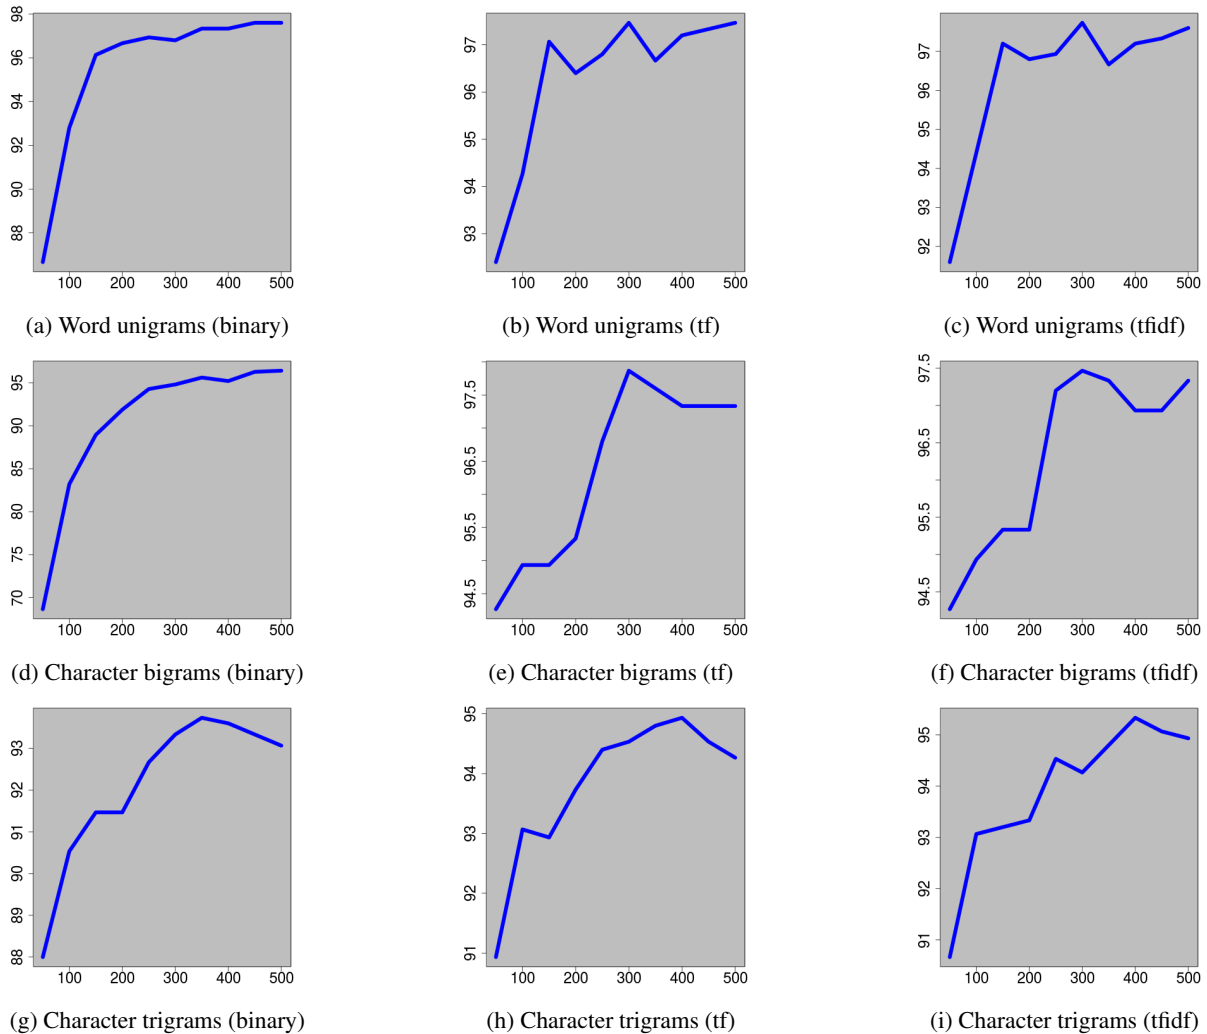 98
96
94
92
90
88
100 200 300 400 500
(a) Word unigrams (binary)
97
96
95
94
93
100 200 300 400 500
(b) Word unigrams (tf)
97
96
95
94
93
92
100 200 300 400 500
(c) Word unigrams (tfidf)
95
90
85
80
75
70
100 200 300 400 500
(d) Character bigrams (binary)
97.5
96.5
95.5
94.5
100 200 300 400 500
(e) Character bigrams (tf)
97.5
96.5
95.5
94.5
100 200 300 400 500
(f) Character bigrams (tfidf)
93
92
91
90
89
88
100 200 300 400 500
(g) Character trigrams (binary)
95
94
93
92
91
100 200 300 400 500
(h) Character trigrams (tf)
95
94
93
92
91
100 200 300 400 500
(i) Character trigrams (tfidf)